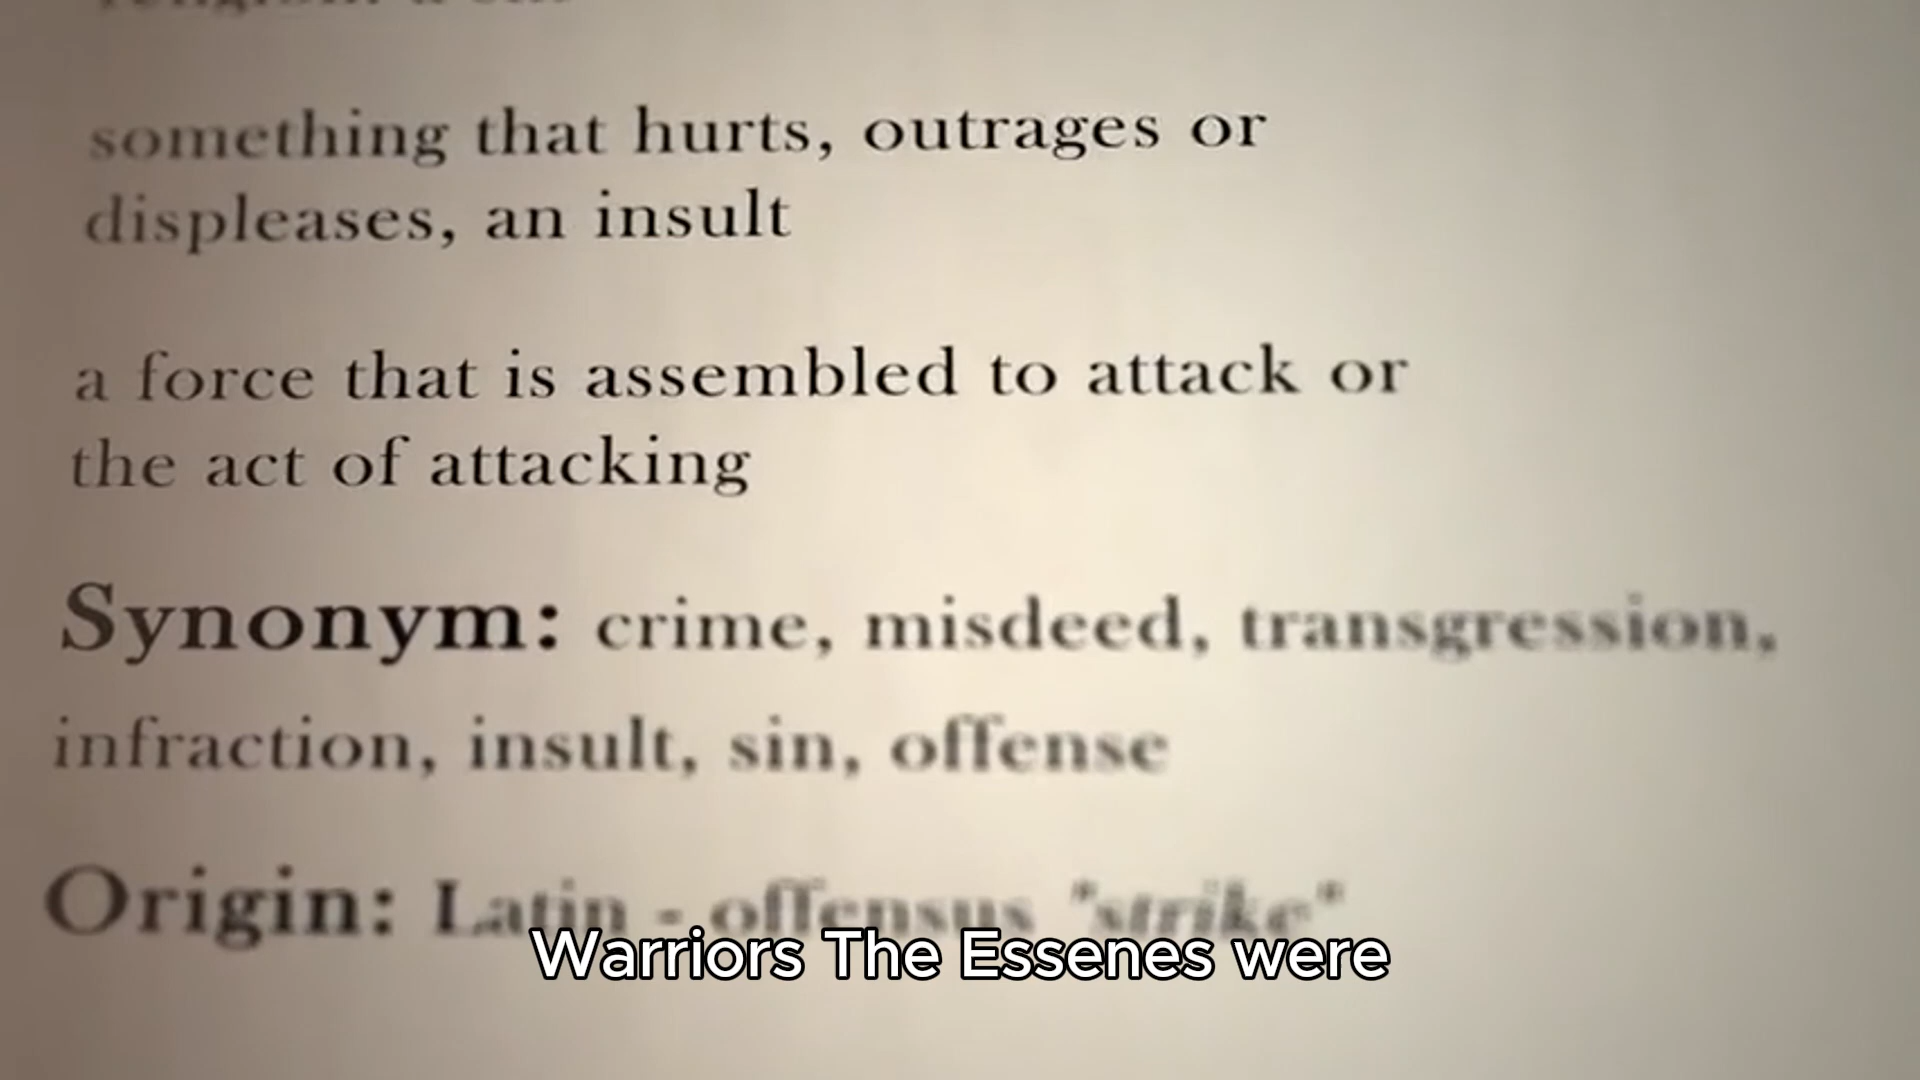 something that hurts, outrages or
displeases, an insult
a force that is assembled to attack or
the act of attacking
Synonym: crime, misdeed, transgression,
infraction, insult, sin, offense
Origin: Latin - offensus "strike"
Warriors The Essenes were